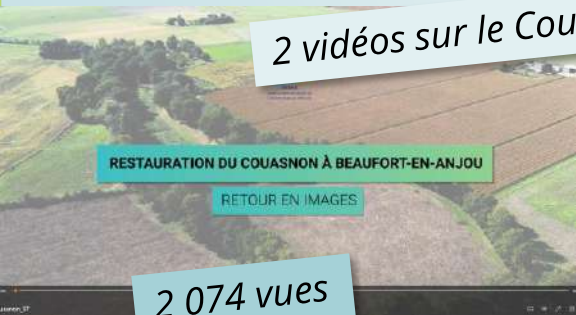 2 vidéos sur le Cou
RESTAURATION DU COUASNON À BEAUFORT-EN-ANJOU
RETOUR EN IMAGES
2 074 vues